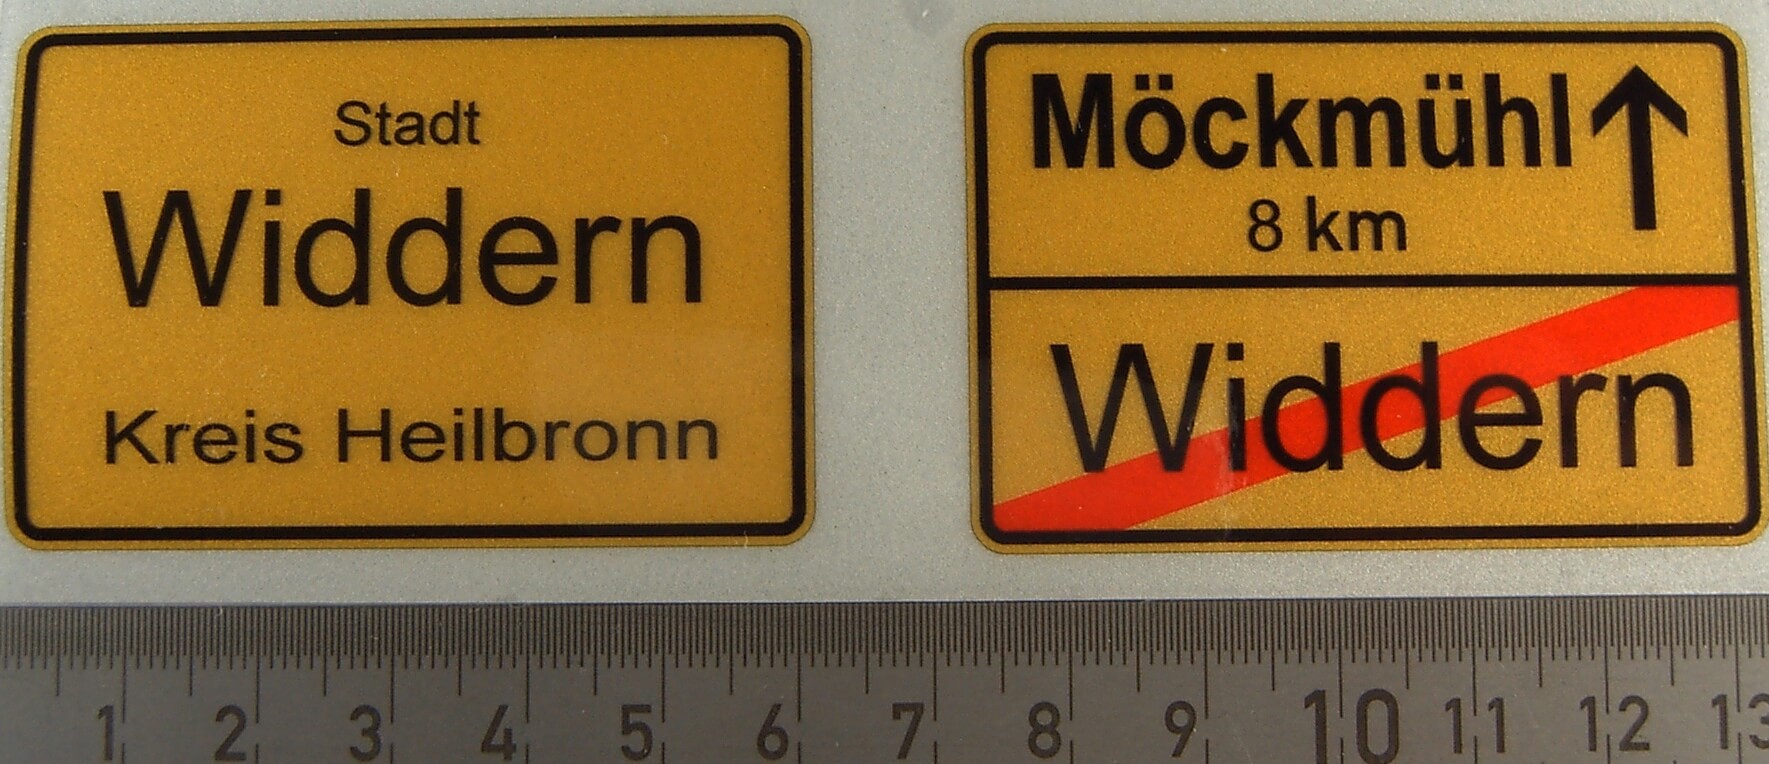 Stadt
Widdern
Kreis Heilbronn
Möckmühl
8 km
Widdern
1 2 3 4 5 6 7 8 9 10 11 12 13